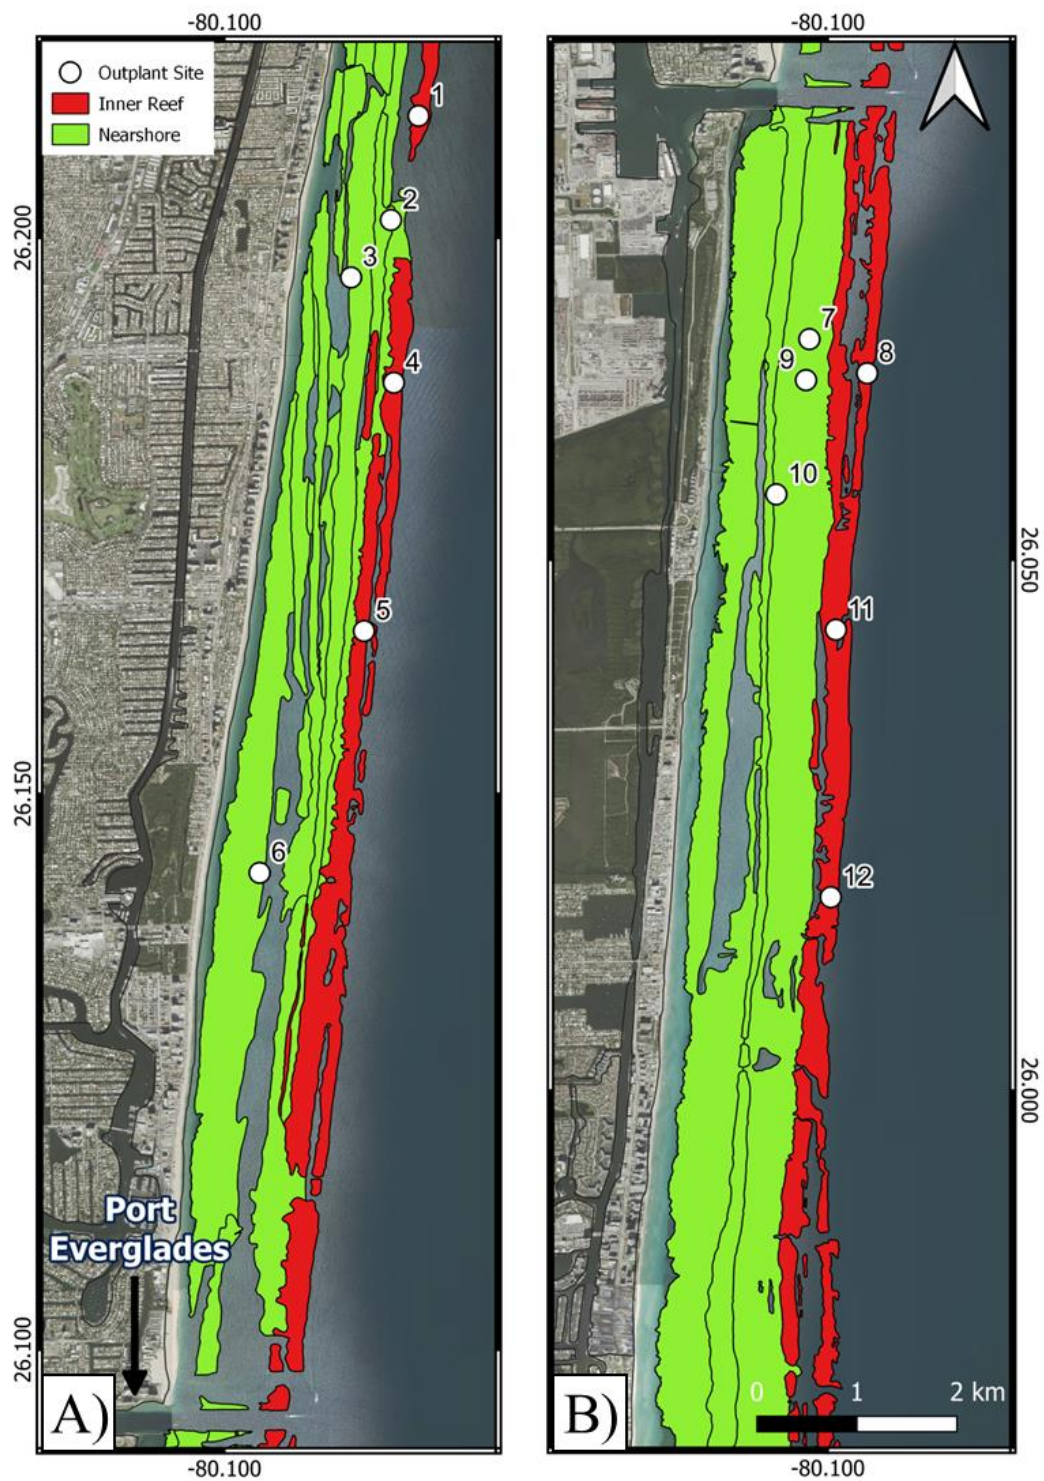 -80.100
-80.100
Outplant Site
Inner Reef
Nearshore
1
2
3
4
5
6
26.200
26.150
26.100
Port
Everglades
A)
7
8
9
10
11
12
26.050
26.000
0 1 2 km
B)
-80.100
-80.100